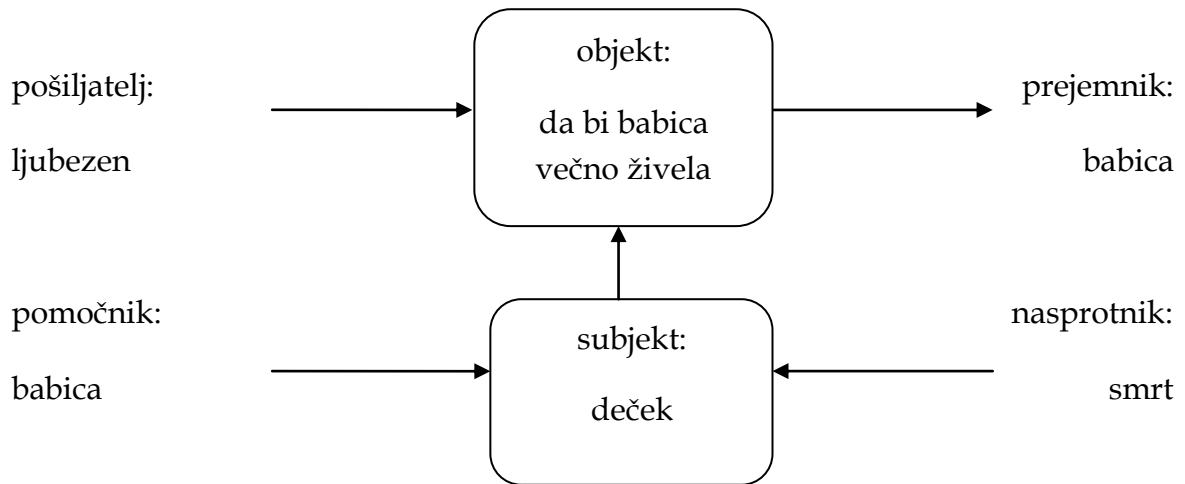 pošiljatelj:
ljubezen
objekt:
da bi babica
večno živela
prejemnik:
babica
pomočnik:
babica
subjekt:
deček
nasprotnik:
smrt